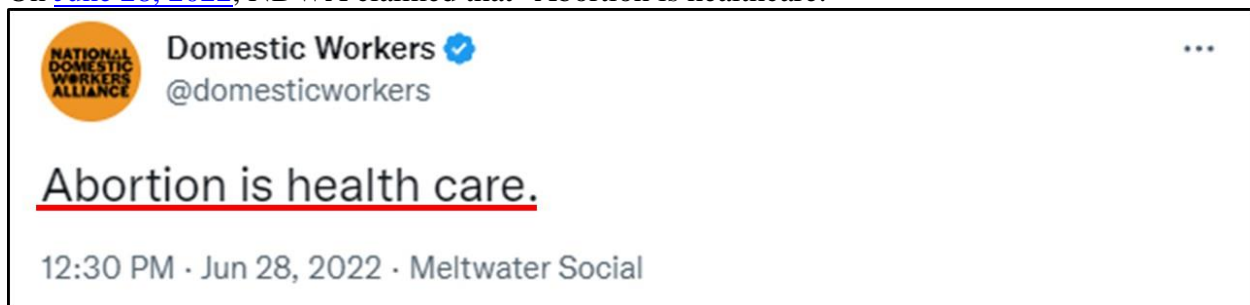 On June 28, 2022, NDWA claimed that “Abortion is healthcare.”
NATIONAL
DOMESTIC
WORKERS
ALLIANCE
Domestic Workers
@domesticworkers
Abortion is health care.
12:30 PM · Jun 28, 2022 · Meltwater Social